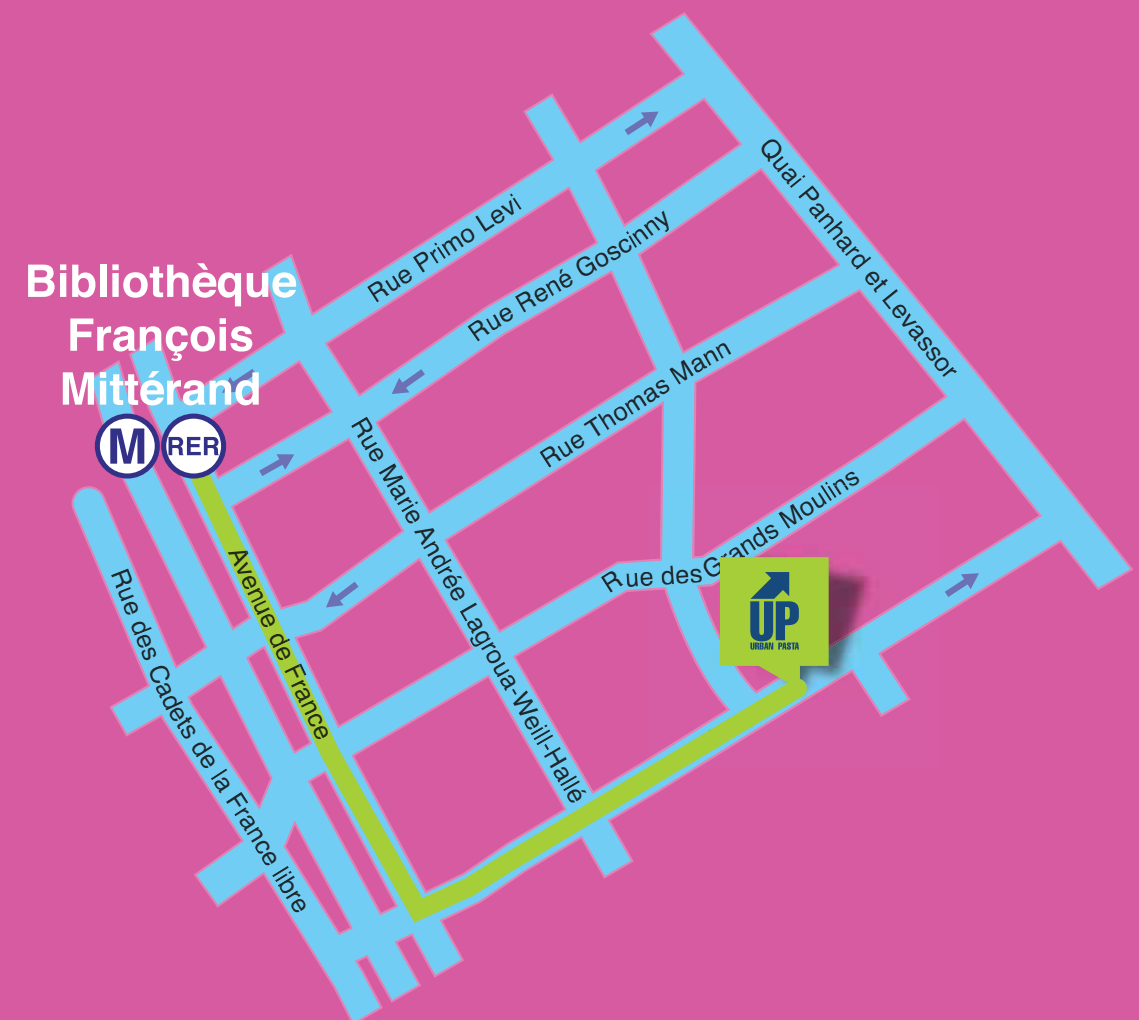 Quai Panhard et Levassor
Rue Primo Levi
Rue René Goscinny
Bibliothèque
François
Mittérand
M
RER
Rue Thomas Mann
Rue Marie Andrée Lagroua-Weill-Hallé
Rue des Grands Moulins
Avenue de France
Rue des Cadets de la France libre
UP
URBAN PASTA